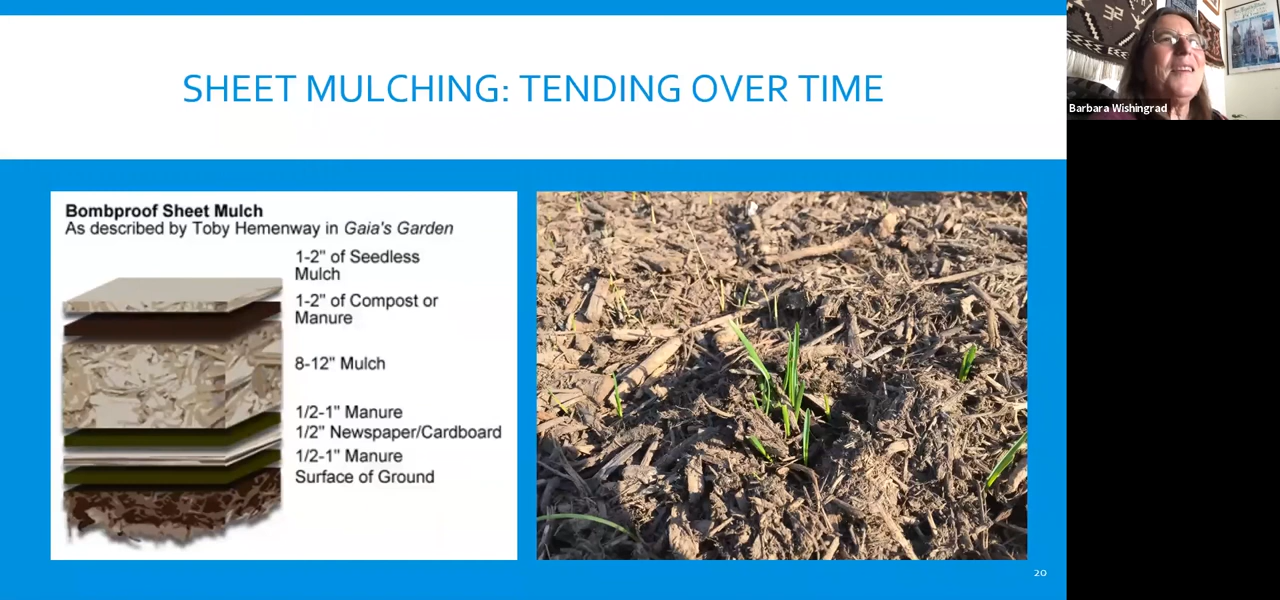 SHEET MULCHING: TENDING OVER TIME
Bombproof Sheet Mulch
As described by Toby Hemenway in Gaia's Garden
1-2" of Seedless
Mulch
1-2" of Compost or
Manure
8-12" Mulch
1/2-1" Manure
1/2" Newspaper/Cardboard
1/2-1" Manure
Surface of Ground
20
Barbara Wishingrad